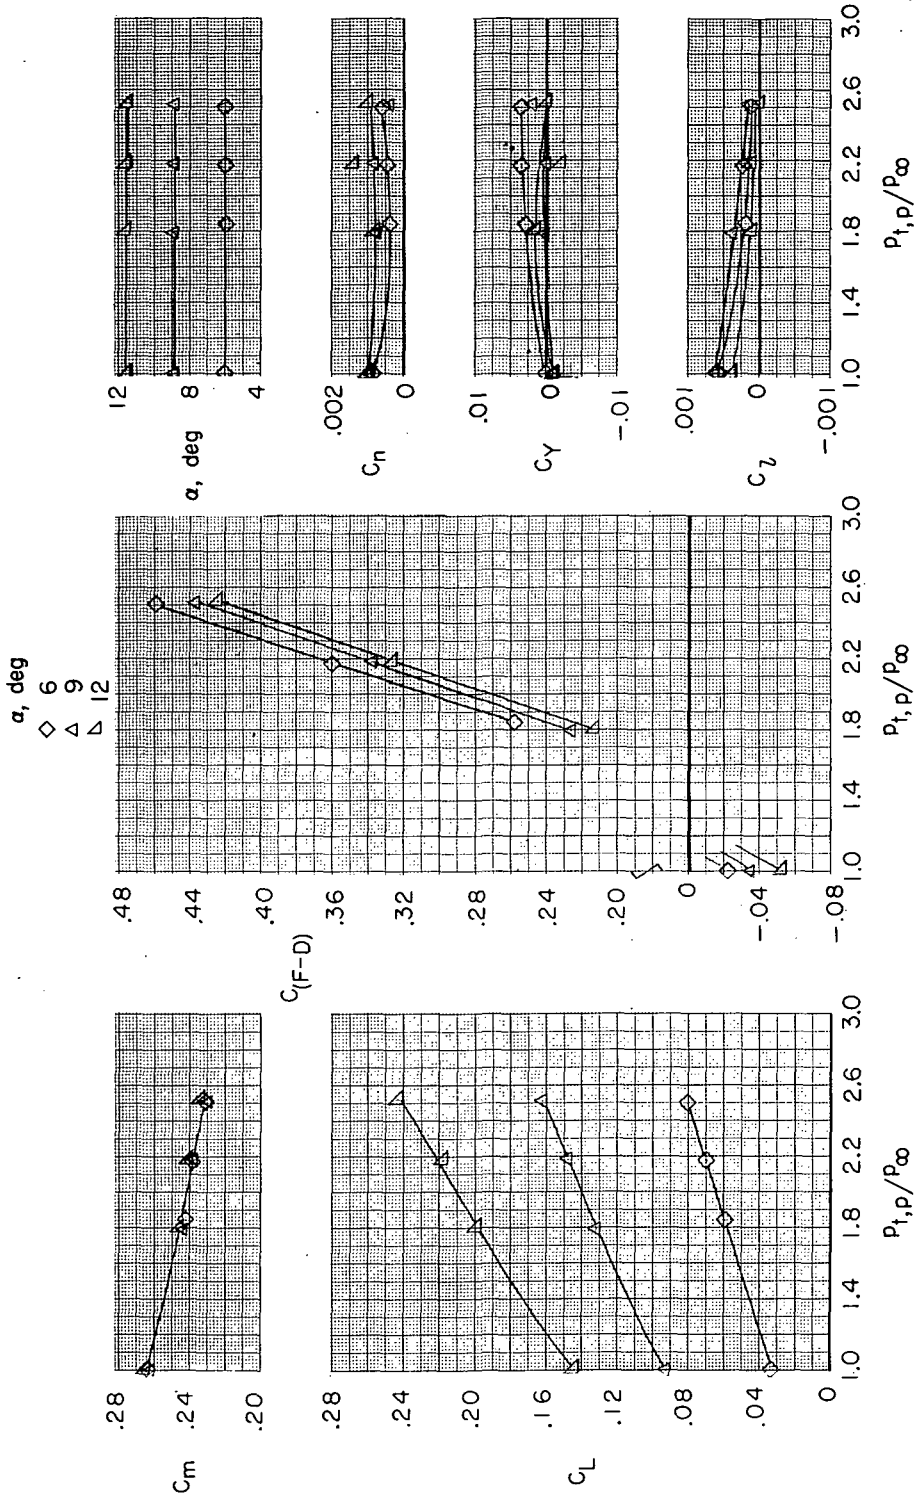 α, deg
6
9
12
Cm
.28
.24
.20
CL
.28
.24
.20
.16
.12
.08
.04
0
1.0 1.4 1.8 2.2 2.6 3.0
pt,p/p∞
C(F-D)
.48
.44
.40
.36
.32
.28
.24
.20
0
-.04
-.08
1.0 1.4 1.8 2.2 2.6 3.0
pt,p/p∞
α, deg
12
8
4
Cn
.002
0
CY
.01
0
-.01
Cl
.001
0
-.001
1.0 1.4 1.8 2.2 2.6 3.0
pt,p/p∞